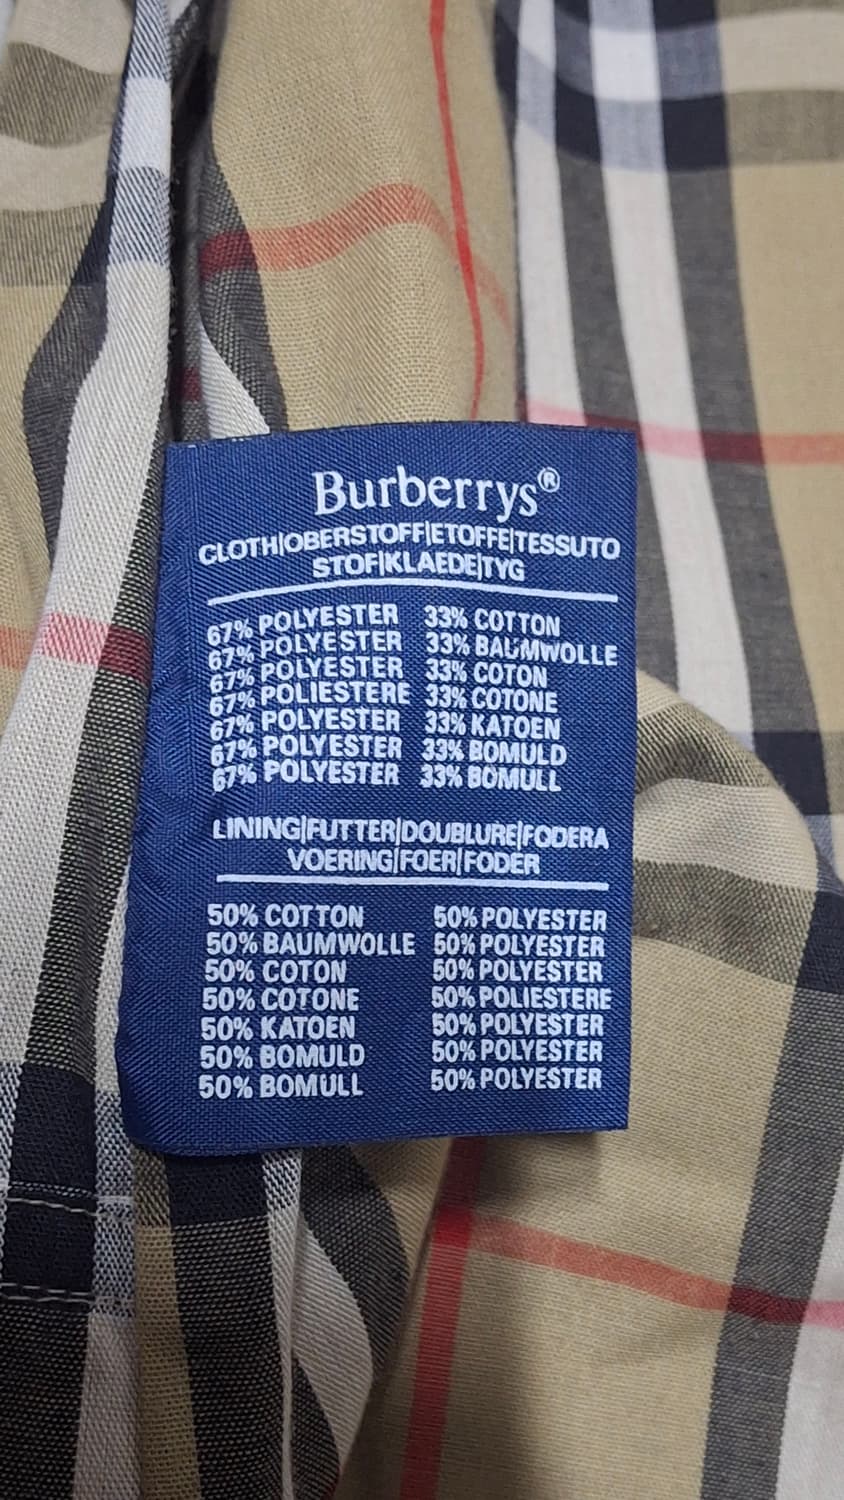 Burberrys®
CLOTH|OBERSTOFF|ETOFFE|TESSUTO
STOF|KLAEDE|TYG
67% POLYESTER 33% COTTON
67% POLYESTER 33% BAUMWOLLE
67% POLYESTER 33% COTON
67% POLIESTERE 33% COTONE
67% POLYESTER 33% KATOEN
67% POLYESTER 33% BOMULD
67% POLYESTER 33% BOMULL
LINING|FUTTER|DOUBLURE|FODERA
VOERING|FOER|FODER
50% COTTON 50% POLYESTER
50% BAUMWOLLE 50% POLYESTER
50% COTON 50% POLYESTER
50% COTONE 50% POLIESTERE
50% KATOEN 50% POLYESTER
50% BOMULD 50% POLYESTER
50% BOMULL 50% POLYESTER